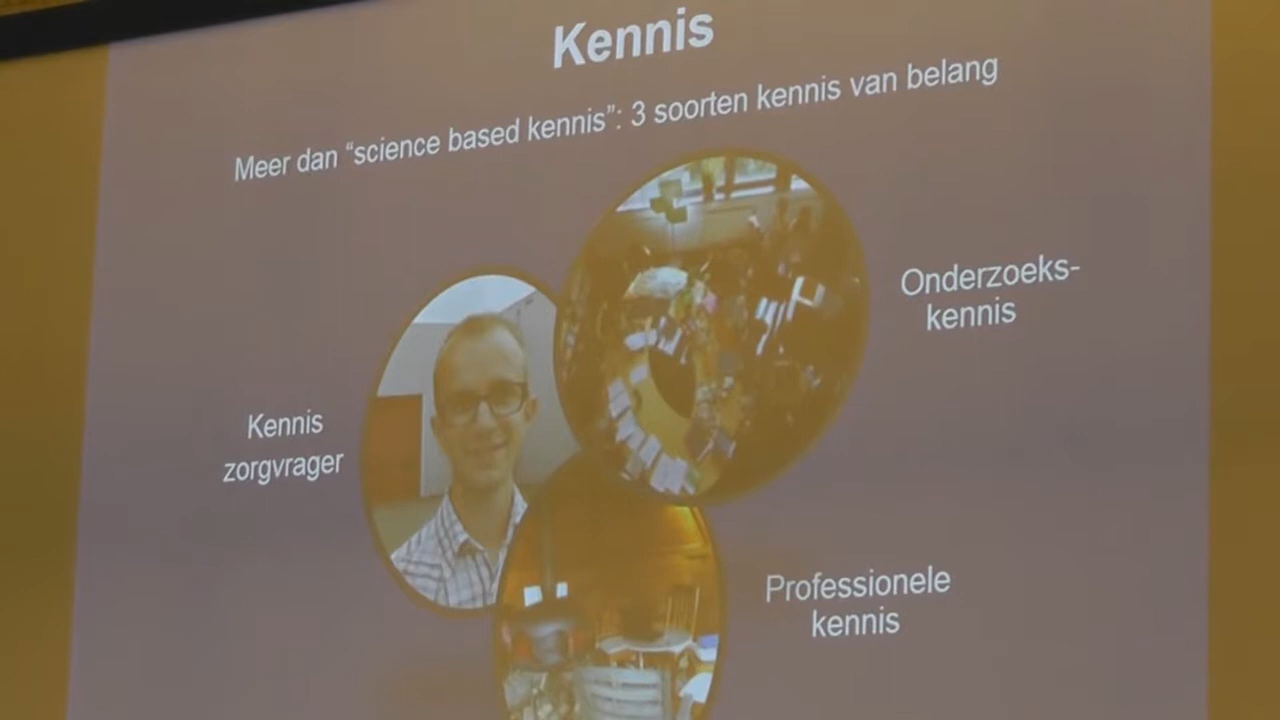 Kennis
Meer dan “science based kennis”: 3 soorten kennis van belang
Onderzoeks-
kennis
Kennis
zorgvrager
Professionele
kennis